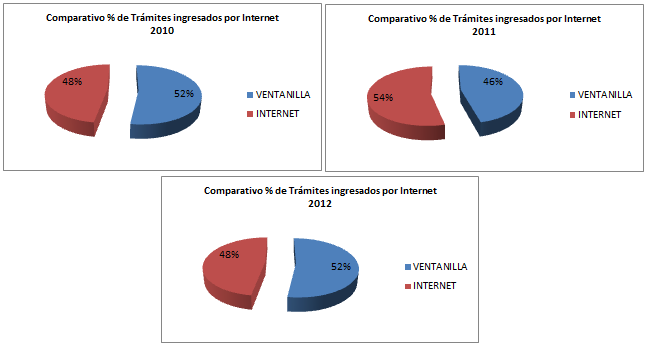 Comparativo % de Trámites ingresados por Internet
2010
48%
52%
VENTANILLA
INTERNET
Comparativo % de Trámites ingresados por Internet
2011
46%
54%
VENTANILLA
INTERNET
Comparativo % de Trámites ingresados por Internet
2012
48%
52%
VENTANILLA
INTERNET